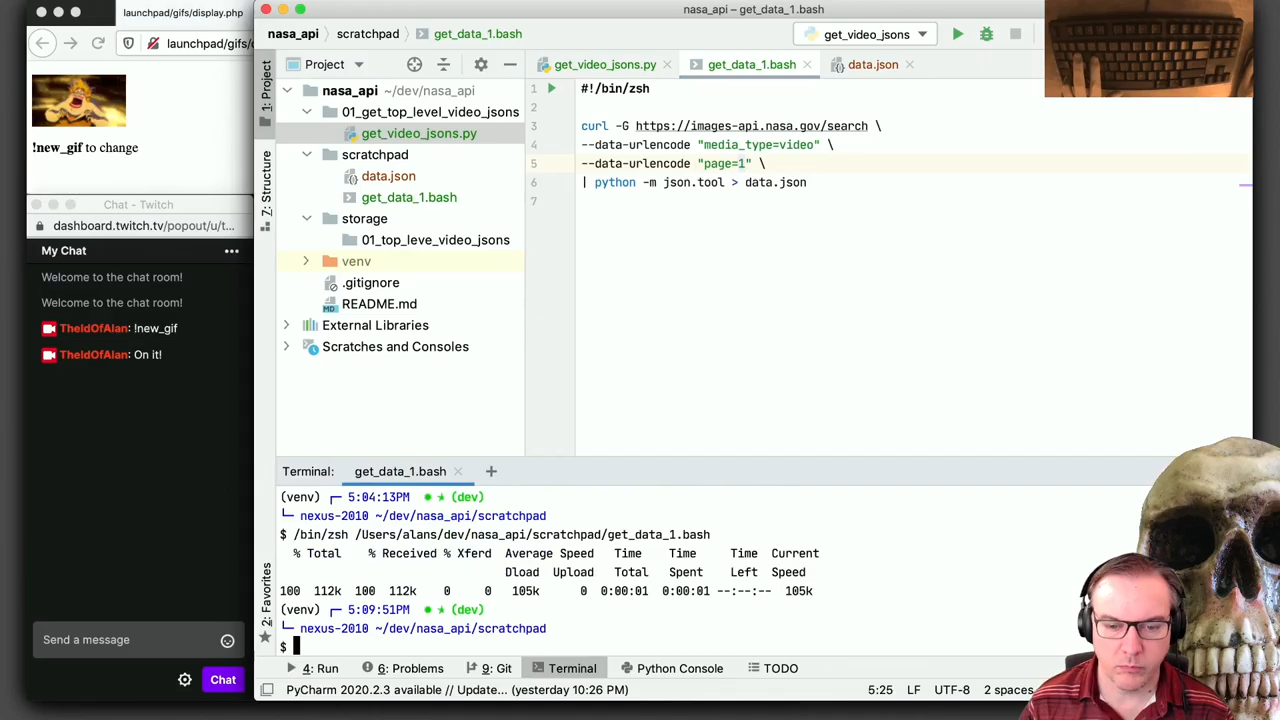 launchpad/gifs/display.php
launchpad/gifs/d
!new_gif to change
Chat - Twitch
dashboard.twitch.tv/popout/u/t...
My Chat
Welcome to the chat room!
Welcome to the chat room!
TheIdOfAlan: !new_gif
TheIdOfAlan: On it!
Send a message
Chat
nasa_api – get_data_1.bash
nasa_api
scratchpad
get_data_1.bash
get_video_jsons
1: Project
7: Structure
2: Favorites
Project
nasa_api ~/dev/nasa_api
01_get_top_level_video_jsons
get_video_jsons.py
scratchpad
data.json
get_data_1.bash
storage
01_top_leve_video_jsons
venv
.gitignore
README.md
External Libraries
Scratches and Consoles
get_video_jsons.py
get_data_1.bash
data.json
1 #!/bin/zsh
2
3 curl -G https://images-api.nasa.gov/search \
4 --data-urlencode "media_type=video" \
5 --data-urlencode "page=1" \
6 | python -m json.tool > data.json
7
Terminal: get_data_1.bash
(venv) ┌─ 5:04:13PM ● ★ (dev)
└─ nexus-2010 ~/dev/nasa_api/scratchpad
$ /bin/zsh /Users/alans/dev/nasa_api/scratchpad/get_data_1.bash
% Total % Received % Xferd Average Speed Time Time Time Current
Dload Upload Total Spent Left Speed
100 112k 100 112k 0 0 105k 0 0:00:01 0:00:01 --:--:-- 105k
(venv) ┌─ 5:09:51PM ● ★ (dev)
└─ nexus-2010 ~/dev/nasa_api/scratchpad
$
4: Run
6: Problems
9: Git
Terminal
Python Console
TODO
PyCharm 2020.2.3 available // Update... (yesterday 10:26 PM)
5:25 LF UTF-8 2 spaces